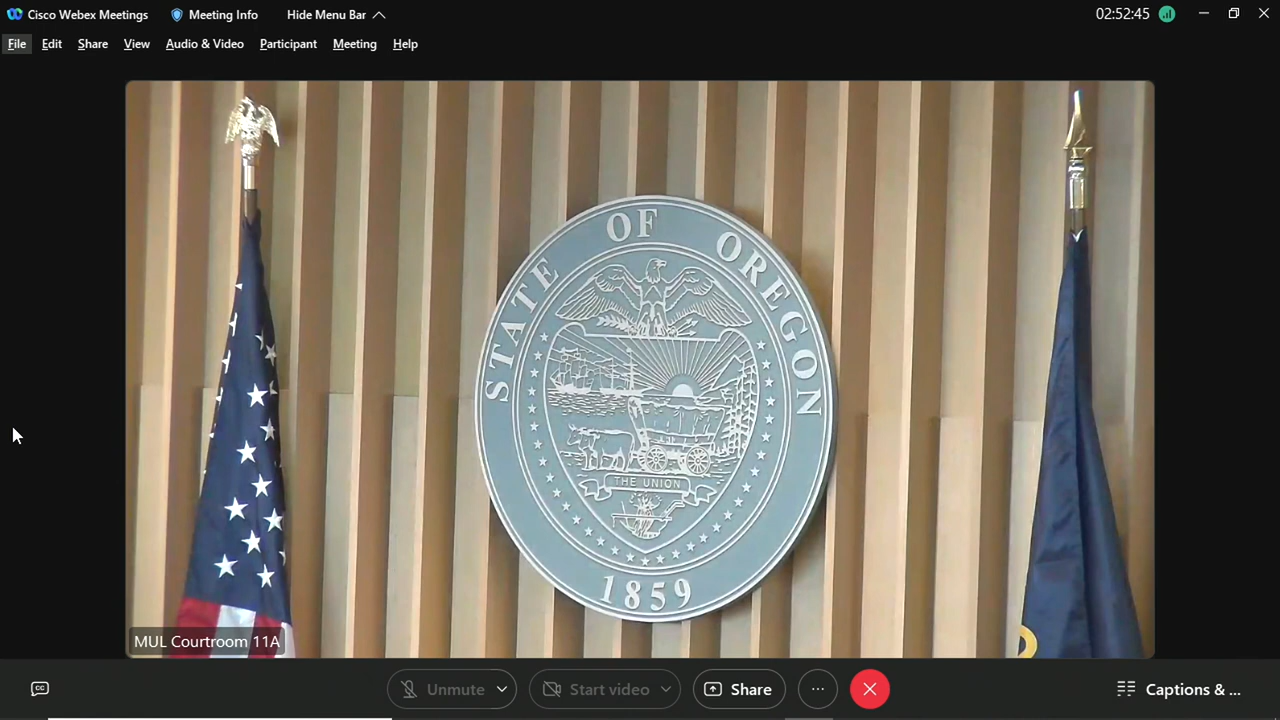 Cisco Webex Meetings
Meeting Info
Hide Menu Bar
02:52:45
File Edit Share View Audio & Video Participant Meeting Help
STATE OF OREGON
THE UNION
1859
MUL Courtroom 11A
CC
Unmute
Start video
Share
Captions & ...